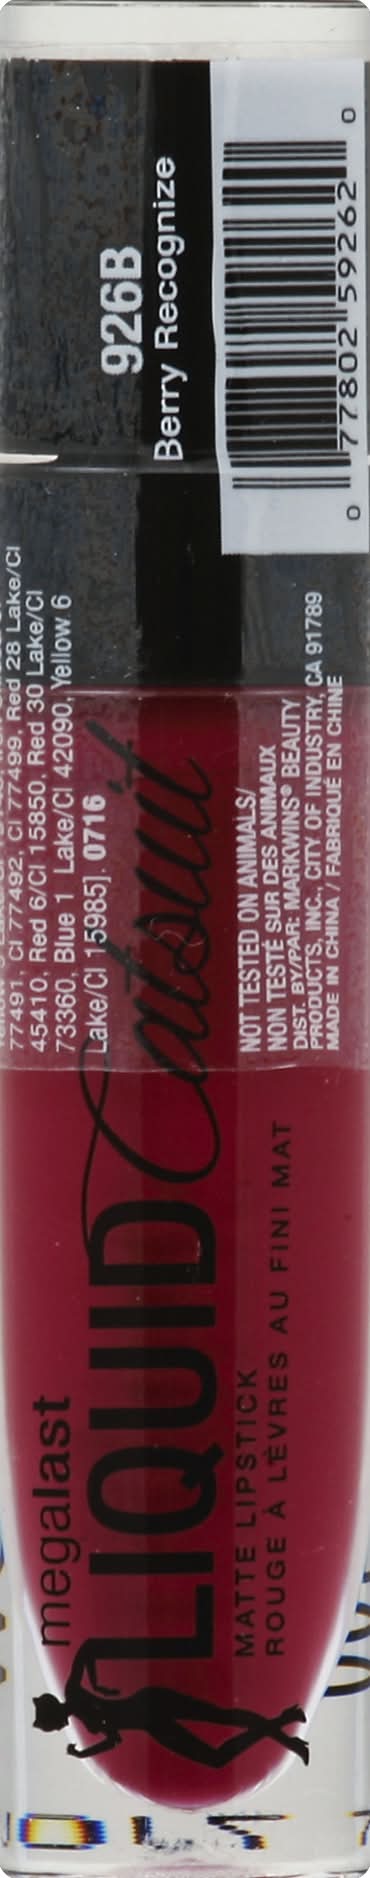 926B
Berry Recognize
0 77802 59262 0
77491, CI 77492, CI 77499, Red 28 Lake/CI
45410, Red 6/CI 15850, Red 30 Lake/CI
73360, Blue 1 Lake/CI 42090, Yellow 6
Lake/CI 15985]. 0716
NOT TESTED ON ANIMALS/
NON TESTÉ SUR DES ANIMAUX
DIST. BY/PAR: MARKWINS® BEAUTY
PRODUCTS, INC., CITY OF INDUSTRY, CA 91789
MADE IN CHINA / FABRIQUÉ EN CHINE
megalast
LIQUID Catsuit
MATTE LIPSTICK
ROUGE À LÈVRES AU FINI MAT